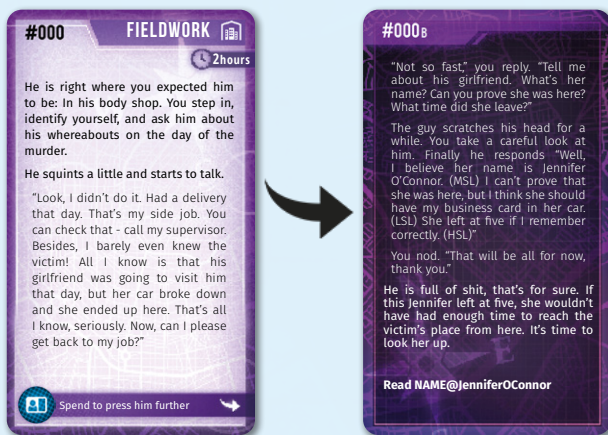 #000
FIELDWORK
2hours
He is right where you expected him
to be: In his body shop. You step in,
identify yourself, and ask him about
his whereabouts on the day of the
murder.
He squints a little and starts to talk.
"Look, I didn't do it. Had a delivery
that day. That's my side job. You
can check that - call my supervisor.
Besides, I barely even knew the
victim! All I know is that his
girlfriend was going to visit him
that day, but her car broke down
and she ended up here. That's all
I know, seriously. Now, can I please
get back to my job?"
Spend to press him further
#000B
"Not so fast," you reply. "Tell me
about his girlfriend. What's her
name? Can you prove she was here?
What time did she leave?"
The guy scratches his head for a
while. You take a careful look at
him. Finally he responds "Well,
I believe her name is Jennifer
O'Connor. (MSL) I can't prove that
she was here, but I think she should
have my business card in her car.
(LSL) She left at five if I remember
correctly. (HSL)"
You nod. "That will be all for now,
thank you."
He is full of shit, that's for sure. If
this Jennifer left at five, she wouldn't
have had enough time to reach the
victim's place from here. It's time to
look her up.
Read NAME@JenniferOConnor